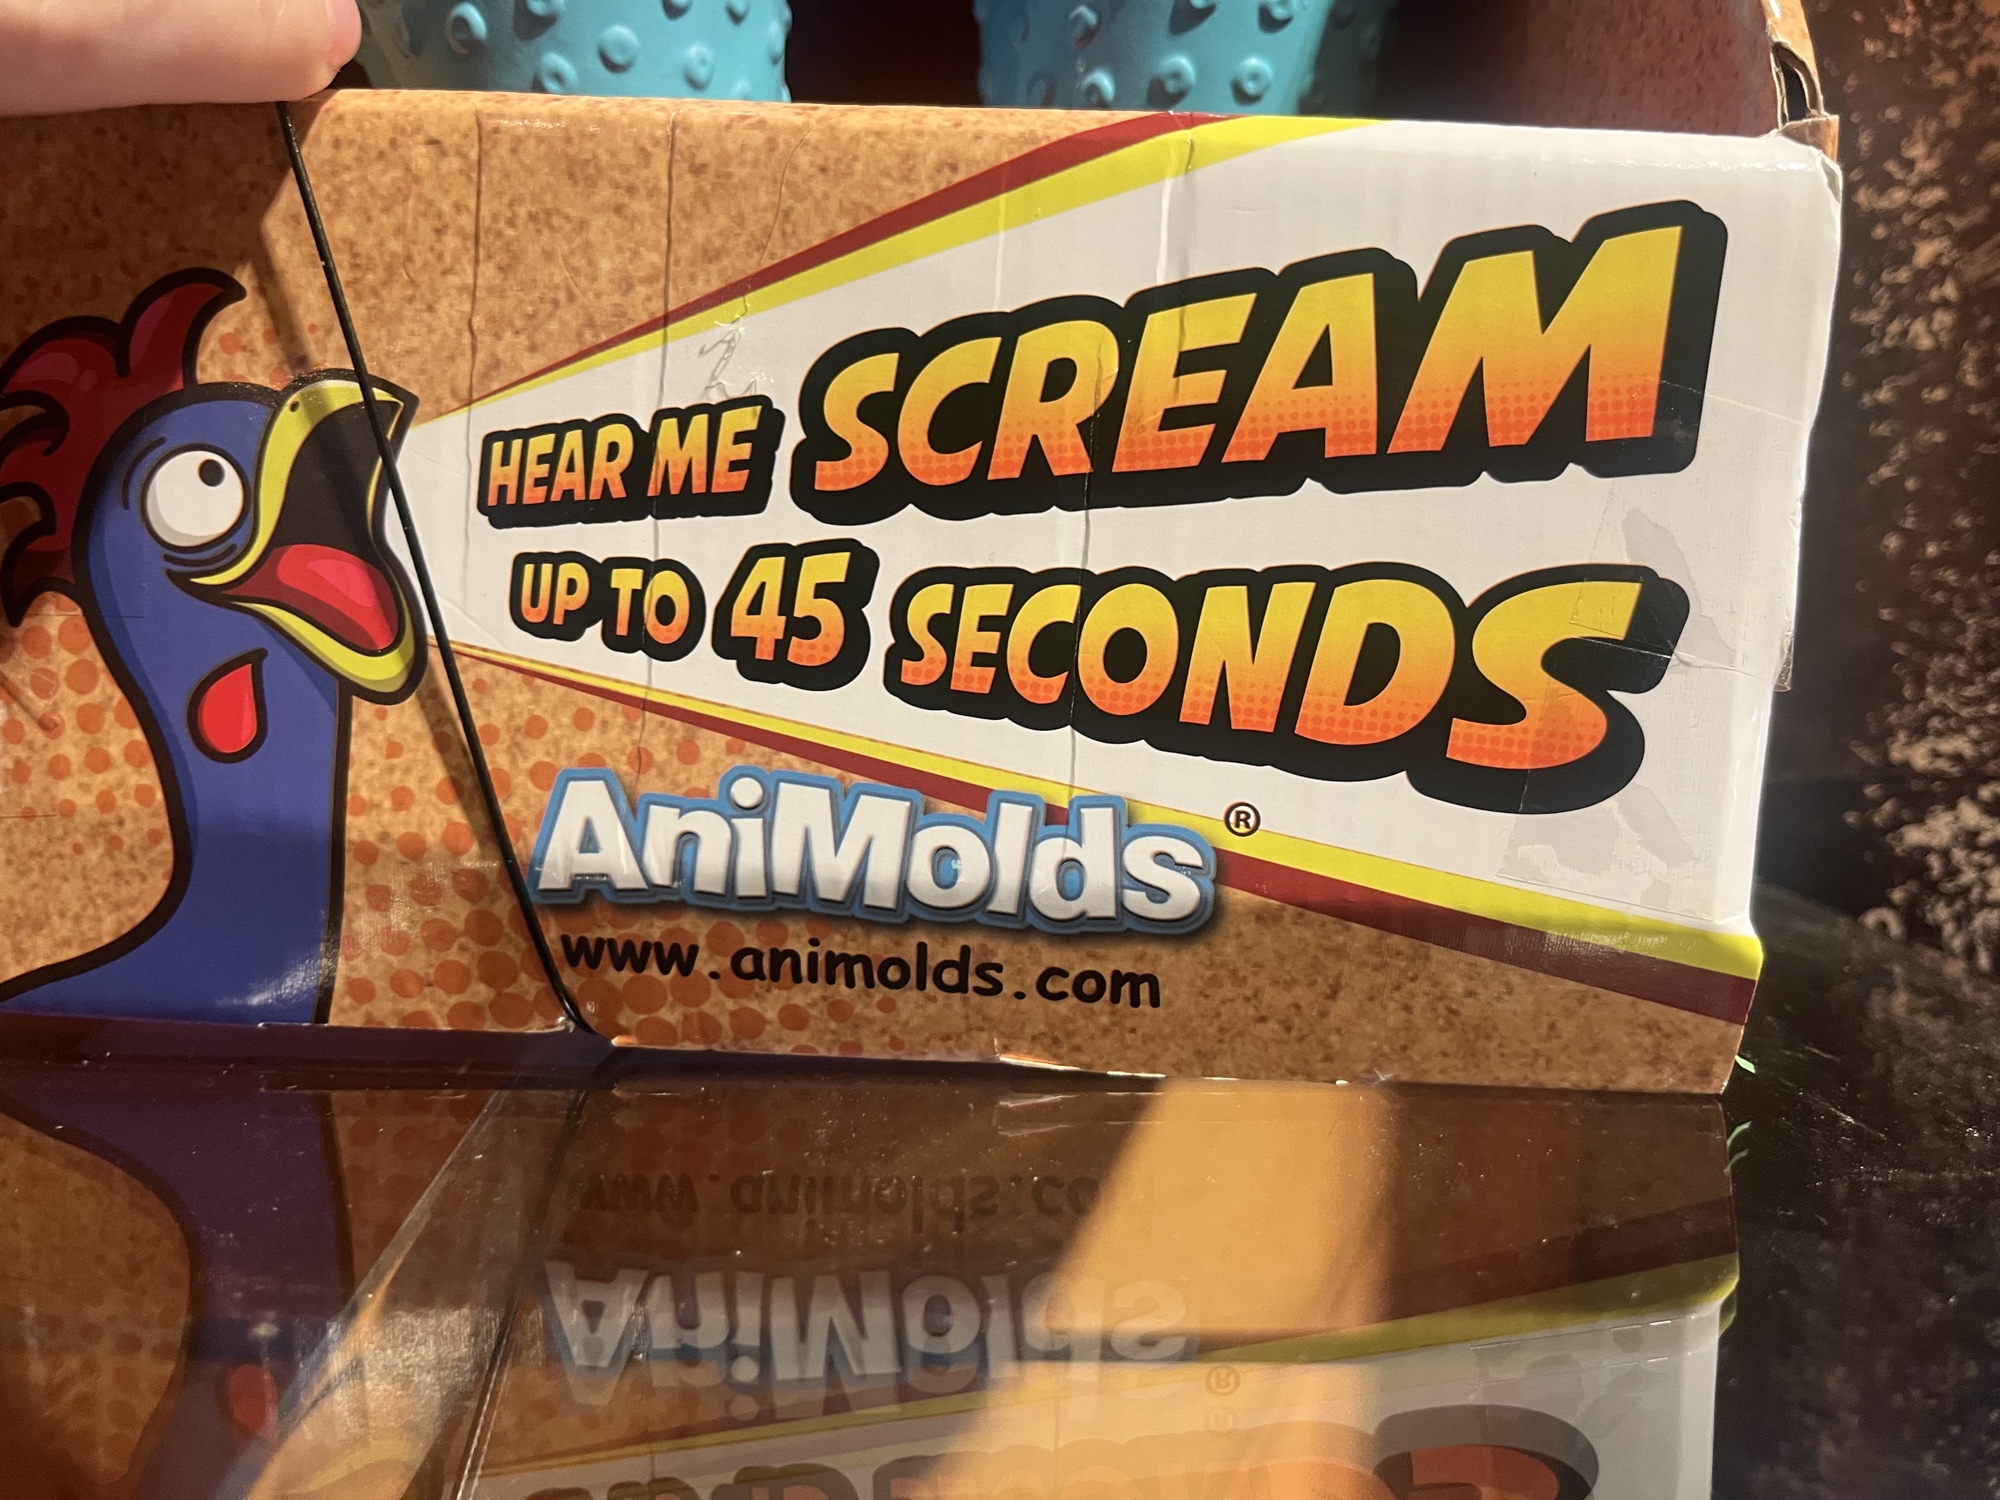 HEAR ME SCREAM
UP TO 45 SECONDS
AniMolds®
www.animolds.com